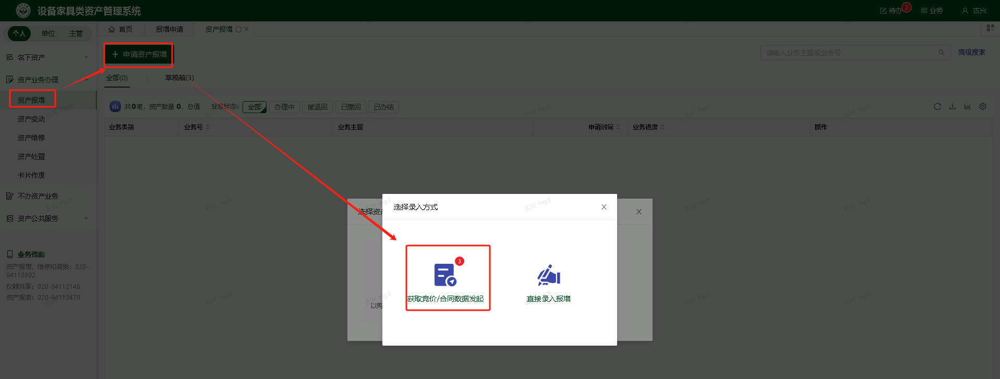 设备家具类资产管理系统
待办 2 业务 古兴
个人 单位 主管
首页 报增申请 资产报增
名下资产
申请资产报增
请输入业务主题或业务号 高级搜索
资产业务办理
全部(0) 草稿箱(3)
资产报增
共0笔，资产数量 0，总值 业务状态： 全部 办理中 被退回 已撤回 已办结
资产变动
业务类别 业务号 业务主题 申请时间 业务进度 操作
资产维修
资产处置
卡片作废
不办资产业务
资产公共服务
选择资产
选择录入方式
业务咨询
资产报增、维修和调拨：020-
84110902
仪器共享：020-84112146
资产报废：020-84112478
3
获取竞价/合同数据发起 直接录入报增
以购
古兴 ing3